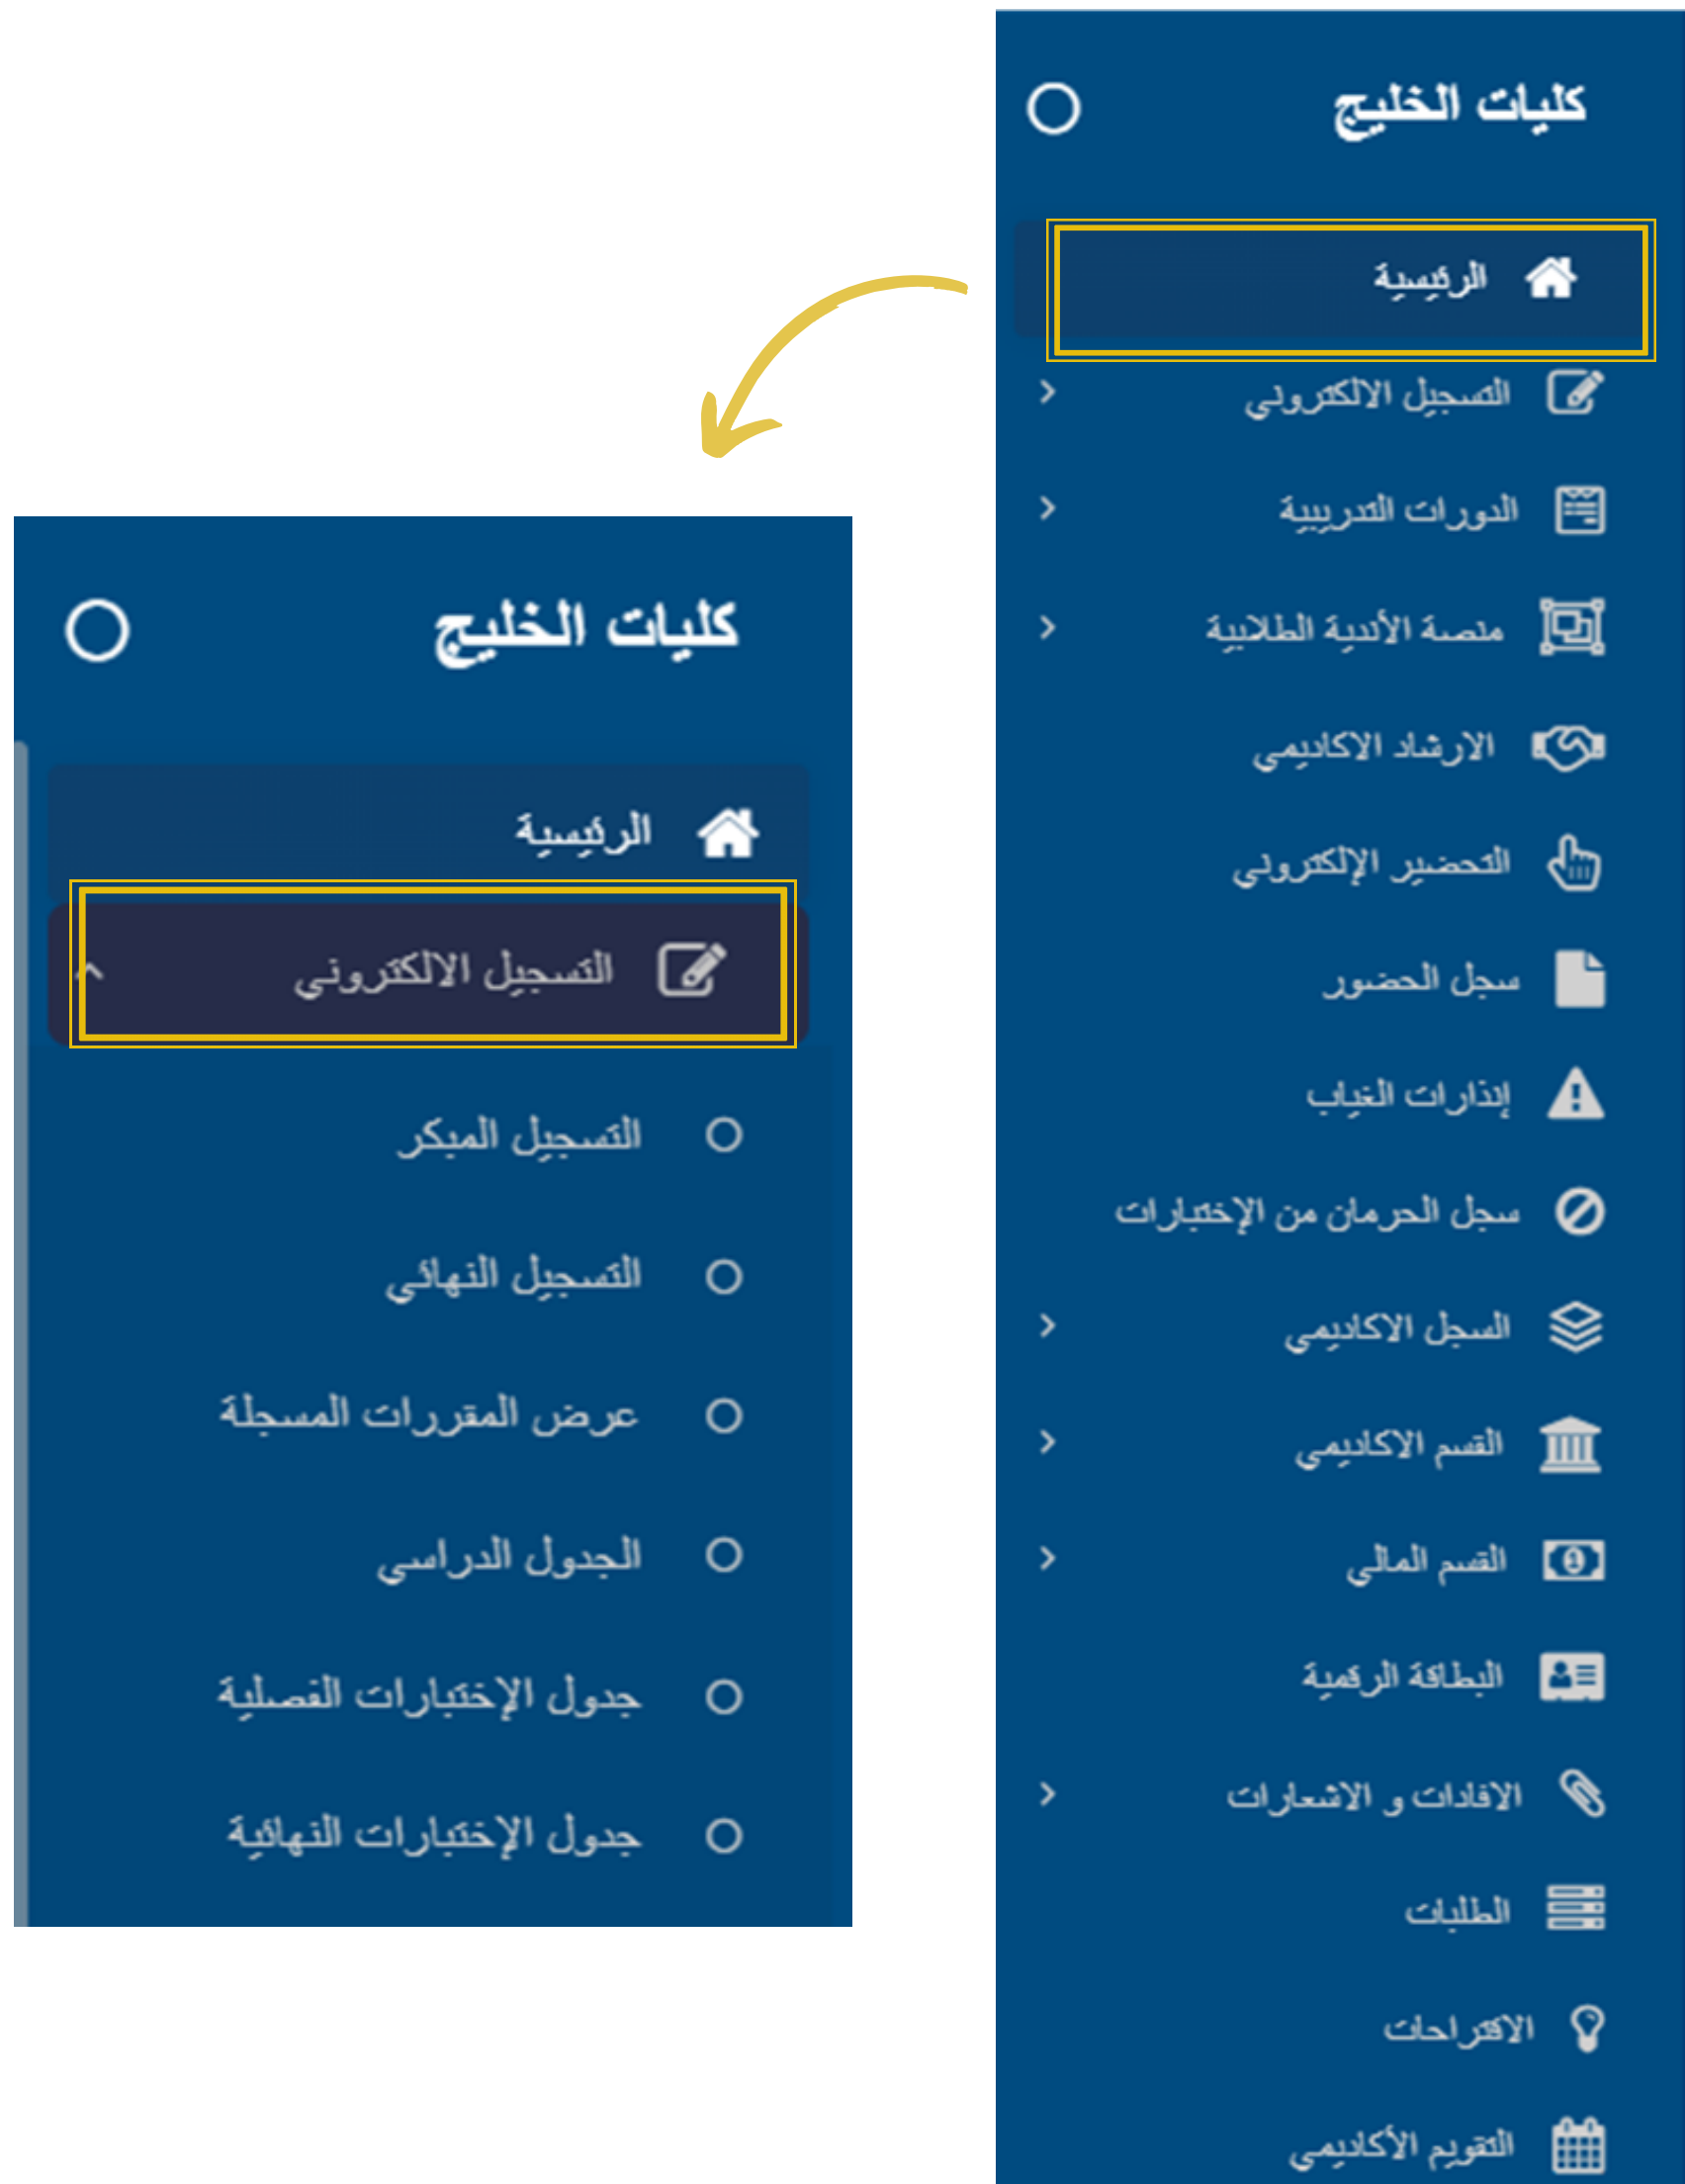 كليات الخليج
الرئيسية
التسجيل الالكتروني
الدورات التدريبية
منصة الأندية الطلابية
الارشاد الاكاديمي
التحضير الإلكتروني
سجل الحضور
إنذارات الغياب
سجل الحرمان من الإختبارات
السجل الاكاديمي
القسم الاكاديمي
القسم المالي
البطاقة الرقمية
الافادات و الاشعارات
الطلبات
الاقتراحات
التقويم الأكاديمي
كليات الخليج
الرئيسية
التسجيل الالكتروني
التسجيل المبكر
التسجيل النهائي
عرض المقررات المسجلة
الجدول الدراسي
جدول الإختبارات الفصلية
جدول الإختبارات النهائية